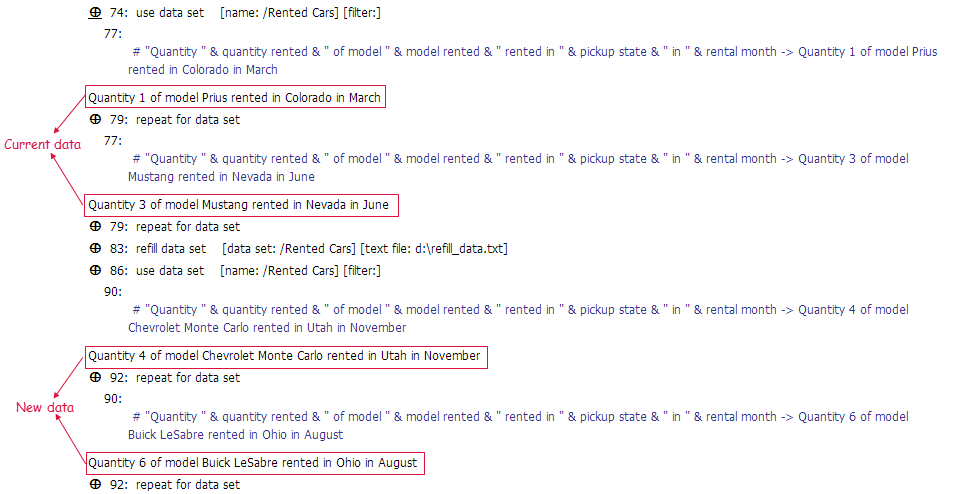 74: use data set [name: /Rented Cars] [filter:]
77:
# "Quantity " & quantity rented & " of model " & model rented & " rented in " & pickup state & " in " & rental month -> Quantity 1 of model Prius
rented in Colorado in March
Quantity 1 of model Prius rented in Colorado in March
79: repeat for data set
Current data
77:
# "Quantity " & quantity rented & " of model " & model rented & " rented in " & pickup state & " in " & rental month -> Quantity 3 of model
Mustang rented in Nevada in June
Quantity 3 of model Mustang rented in Nevada in June
79: repeat for data set
83: refill data set [data set: /Rented Cars] [text file: d:\refill_data.txt]
86: use data set [name: /Rented Cars] [filter:]
90:
# "Quantity " & quantity rented & " of model " & model rented & " rented in " & pickup state & " in " & rental month -> Quantity 4 of model
Chevrolet Monte Carlo rented in Utah in November
Quantity 4 of model Chevrolet Monte Carlo rented in Utah in November
92: repeat for data set
90:
New data
# "Quantity " & quantity rented & " of model " & model rented & " rented in " & pickup state & " in " & rental month -> Quantity 6 of model
Buick LeSabre rented in Ohio in August
Quantity 6 of model Buick LeSabre rented in Ohio in August
92: repeat for data set